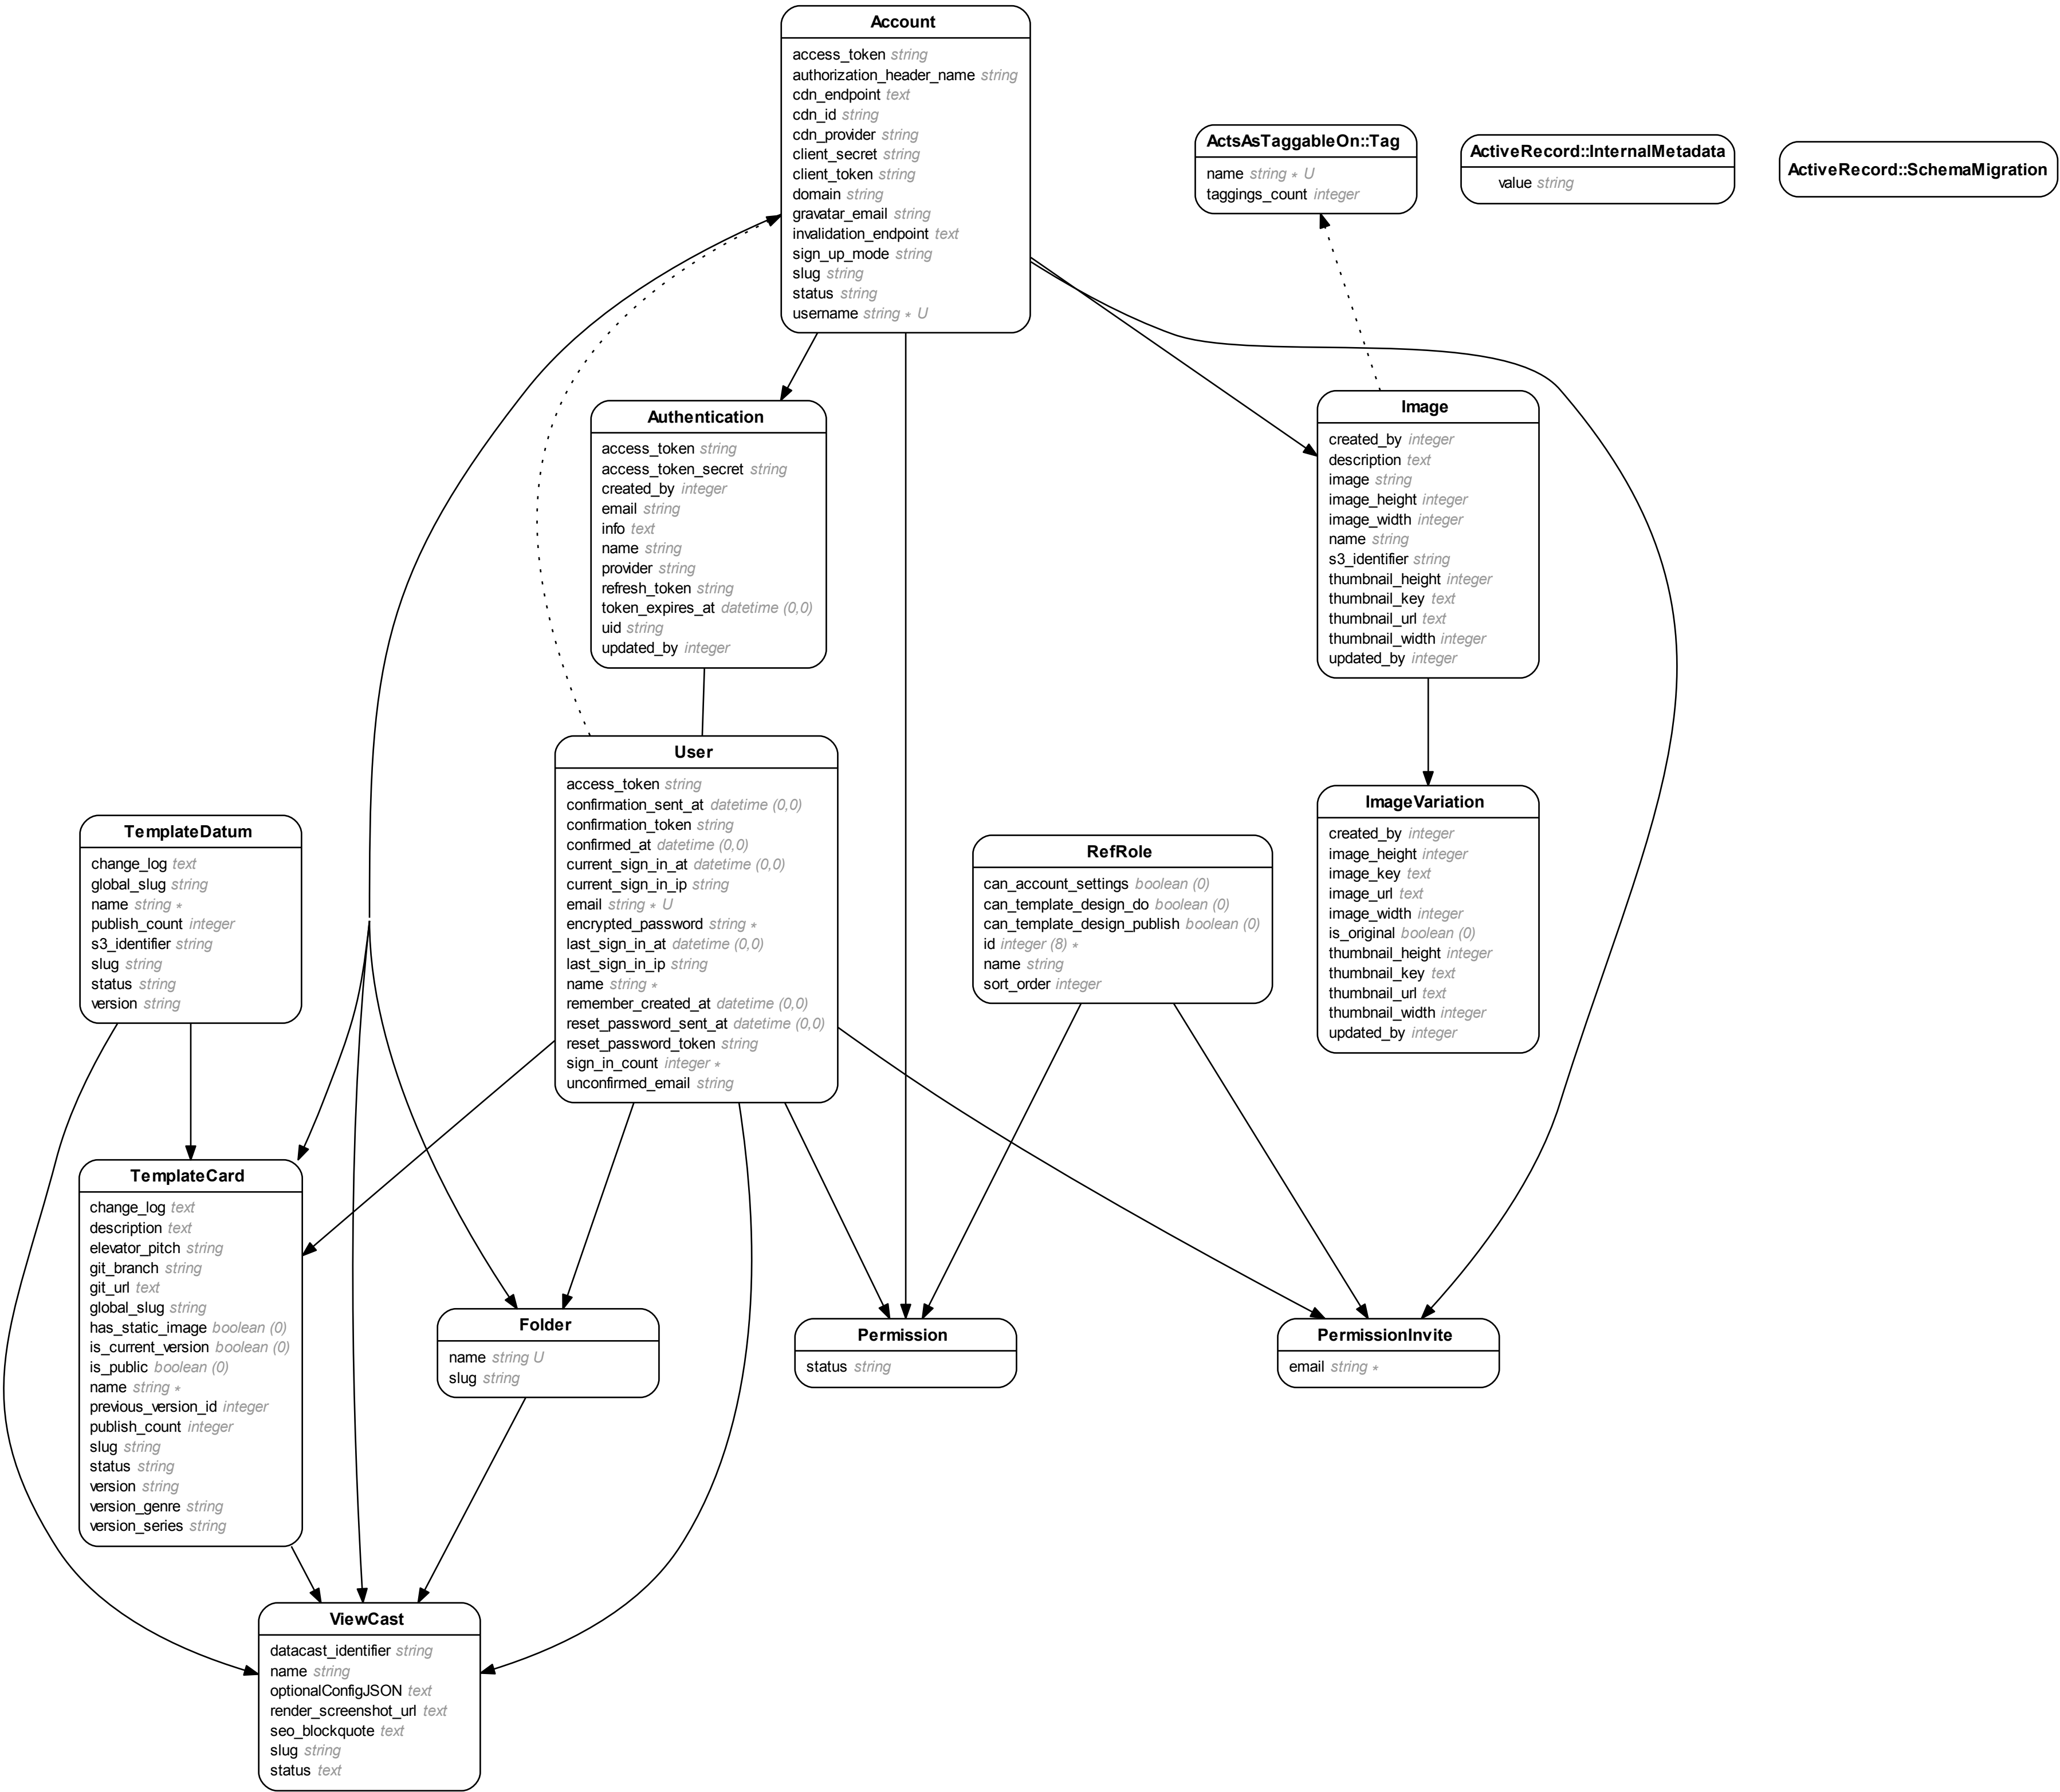 Account
access_token string
authorization_header_name string
cdn_endpoint text
cdn_id string
cdn_provider string
client_secret string
client_token string
domain string
gravatar_email string
invalidation_endpoint text
sign_up_mode string
slug string
status string
username string * U
ActsAsTaggableOn::Tag
name string * U
taggings_count integer
ActiveRecord::InternalMetadata
value string
ActiveRecord::SchemaMigration
Authentication
access_token string
access_token_secret string
created_by integer
email string
info text
name string
provider string
refresh_token string
token_expires_at datetime (0,0)
uid string
updated_by integer
Image
created_by integer
description text
image string
image_height integer
image_width integer
name string
s3_identifier string
thumbnail_height integer
thumbnail_key text
thumbnail_url text
thumbnail_width integer
updated_by integer
User
access_token string
confirmation_sent_at datetime (0,0)
confirmation_token string
confirmed_at datetime (0,0)
current_sign_in_at datetime (0,0)
current_sign_in_ip string
email string * U
encrypted_password string *
last_sign_in_at datetime (0,0)
last_sign_in_ip string
name string *
remember_created_at datetime (0,0)
reset_password_sent_at datetime (0,0)
reset_password_token string
sign_in_count integer *
unconfirmed_email string
ImageVariation
created_by integer
image_height integer
image_key text
image_url text
image_width integer
is_original boolean (0)
thumbnail_height integer
thumbnail_key text
thumbnail_url text
thumbnail_width integer
updated_by integer
TemplateDatum
change_log text
global_slug string
name string *
publish_count integer
s3_identifier string
slug string
status string
version string
RefRole
can_account_settings boolean (0)
can_template_design_do boolean (0)
can_template_design_publish boolean (0)
id integer (8) *
name string
sort_order integer
TemplateCard
change_log text
description text
elevator_pitch string
git_branch string
git_url text
global_slug string
has_static_image boolean (0)
is_current_version boolean (0)
is_public boolean (0)
name string *
previous_version_id integer
publish_count integer
slug string
status string
version string
version_genre string
version_series string
Folder
name string U
slug string
Permission
status string
PermissionInvite
email string *
ViewCast
datacast_identifier string
name string
optionalConfigJSON text
render_screenshot_url text
seo_blockquote text
slug string
status text